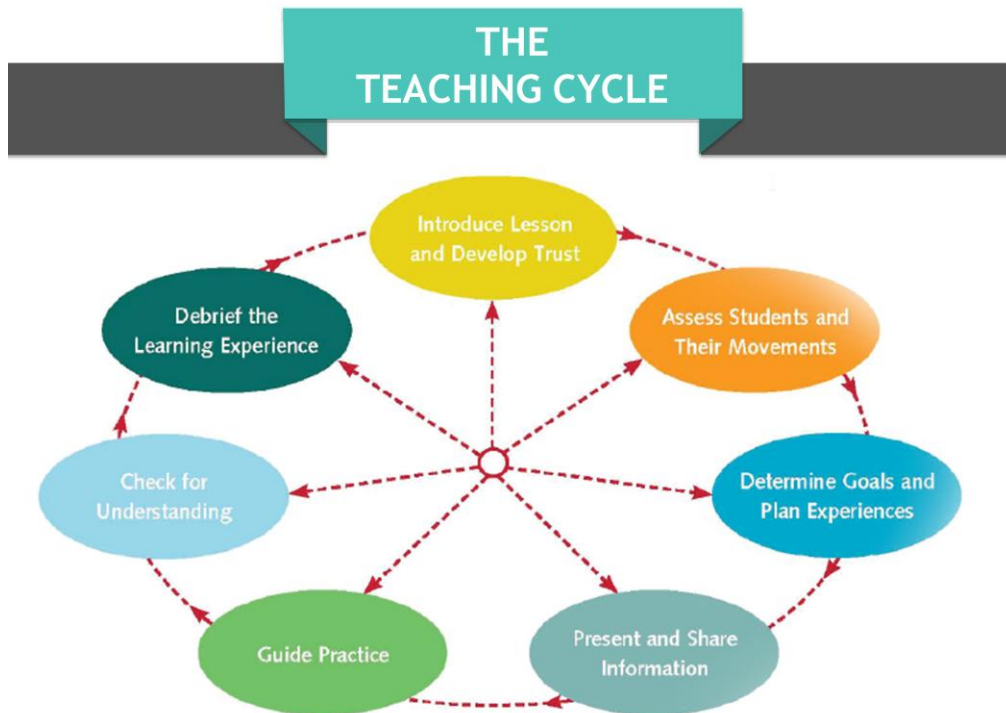 THE
TEACHING CYCLE
Introduce Lesson
and Develop Trust
Assess Students and
Their Movements
Determine Goals and
Plan Experiences
Present and Share
Information
Guide Practice
Check for
Understanding
Debrief the
Learning Experience